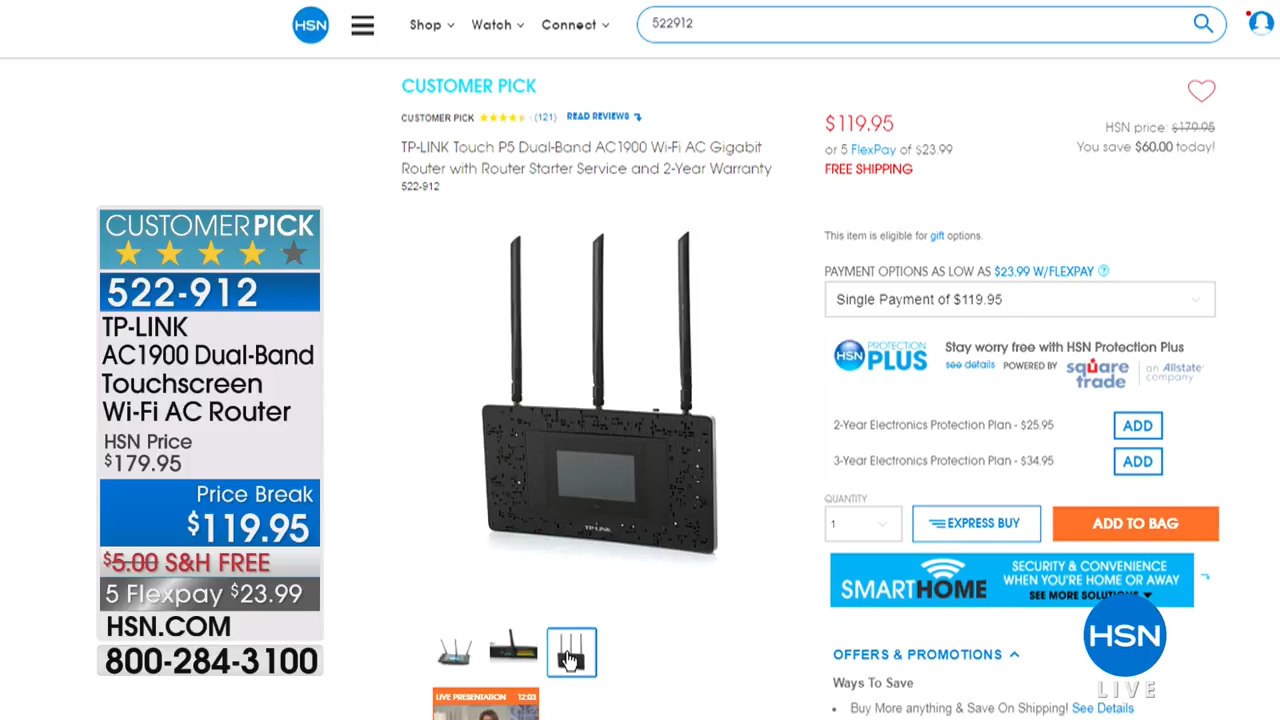 HSN
Shop
Watch
Connect
522912
CUSTOMER PICK
CUSTOMER PICK (121) READ REVIEWS
TP-LINK Touch P5 Dual-Band AC1900 Wi-Fi AC Gigabit
Router with Router Starter Service and 2-Year Warranty
522-912
$119.95
or 5 FlexPay of $23.99
FREE SHIPPING
HSN price: $179.95
You save $60.00 today!
This item is eligible for gift options.
PAYMENT OPTIONS AS LOW AS $23.99 W/FLEXPAY ?
Single Payment of $119.95
HSN PROTECTION PLUS
Stay worry free with HSN Protection Plus
see details POWERED BY square trade an Allstate company
2-Year Electronics Protection Plan - $25.95 ADD
3-Year Electronics Protection Plan - $34.95 ADD
QUANTITY
1
EXPRESS BUY
ADD TO BAG
SMARTHOME
SECURITY & CONVENIENCE
WHEN YOU'RE HOME OR AWAY
SEE MORE SOLUTIONS
OFFERS & PROMOTIONS
Ways To Save
Buy More anything & Save On Shipping! See Details
HSN
LIVE
CUSTOMER PICK
522-912
TP-LINK
AC1900 Dual-Band
Touchscreen
Wi-Fi AC Router
HSN Price
$179.95
Price Break
$119.95
$5.00 S&H FREE
5 Flexpay $23.99
HSN.COM
800-284-3100
TP-LINK
LIVE PRESENTATION 12:03